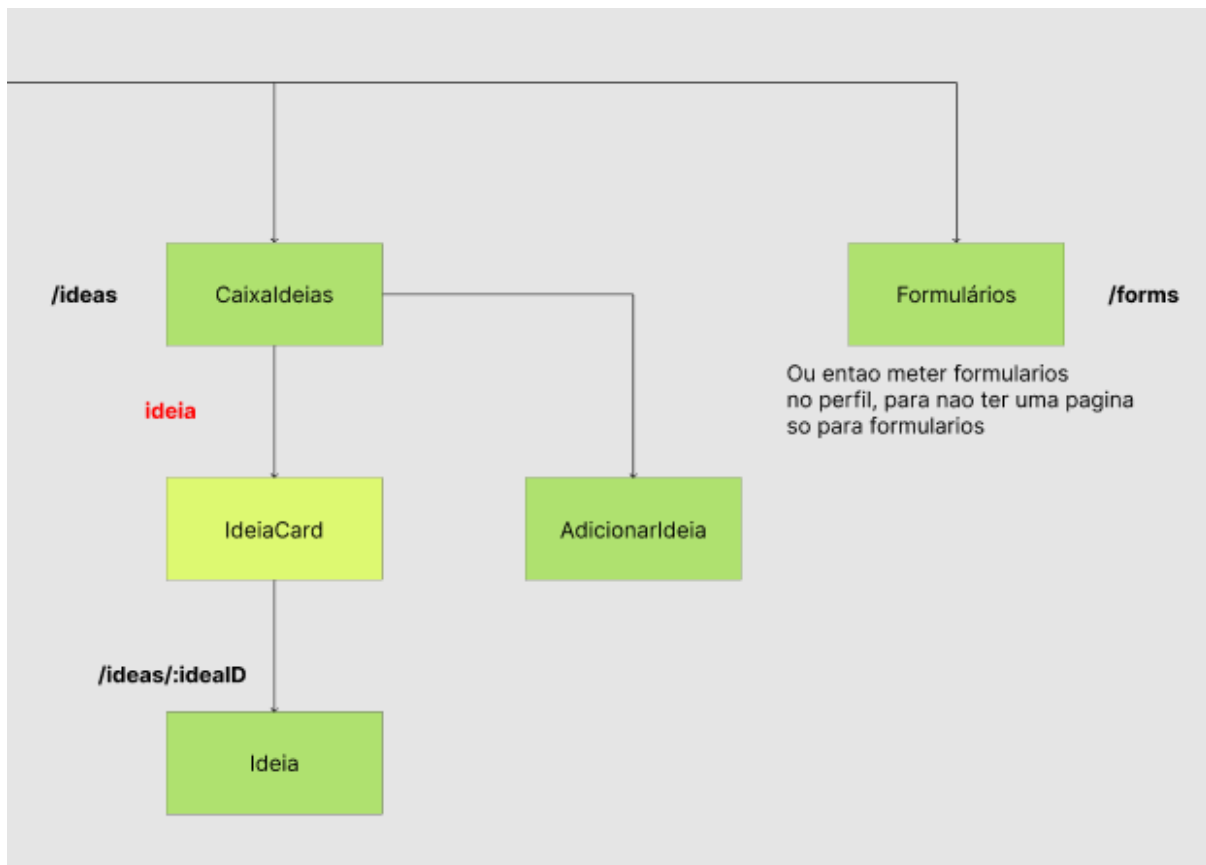 /ideas
CaixaIdeias
Formulários
/forms
Ou entao meter formularios
no perfil, para nao ter uma pagina
so para formularios
ideia
IdeiaCard
AdicionarIdeia
/ideas/:ideaID
Ideia